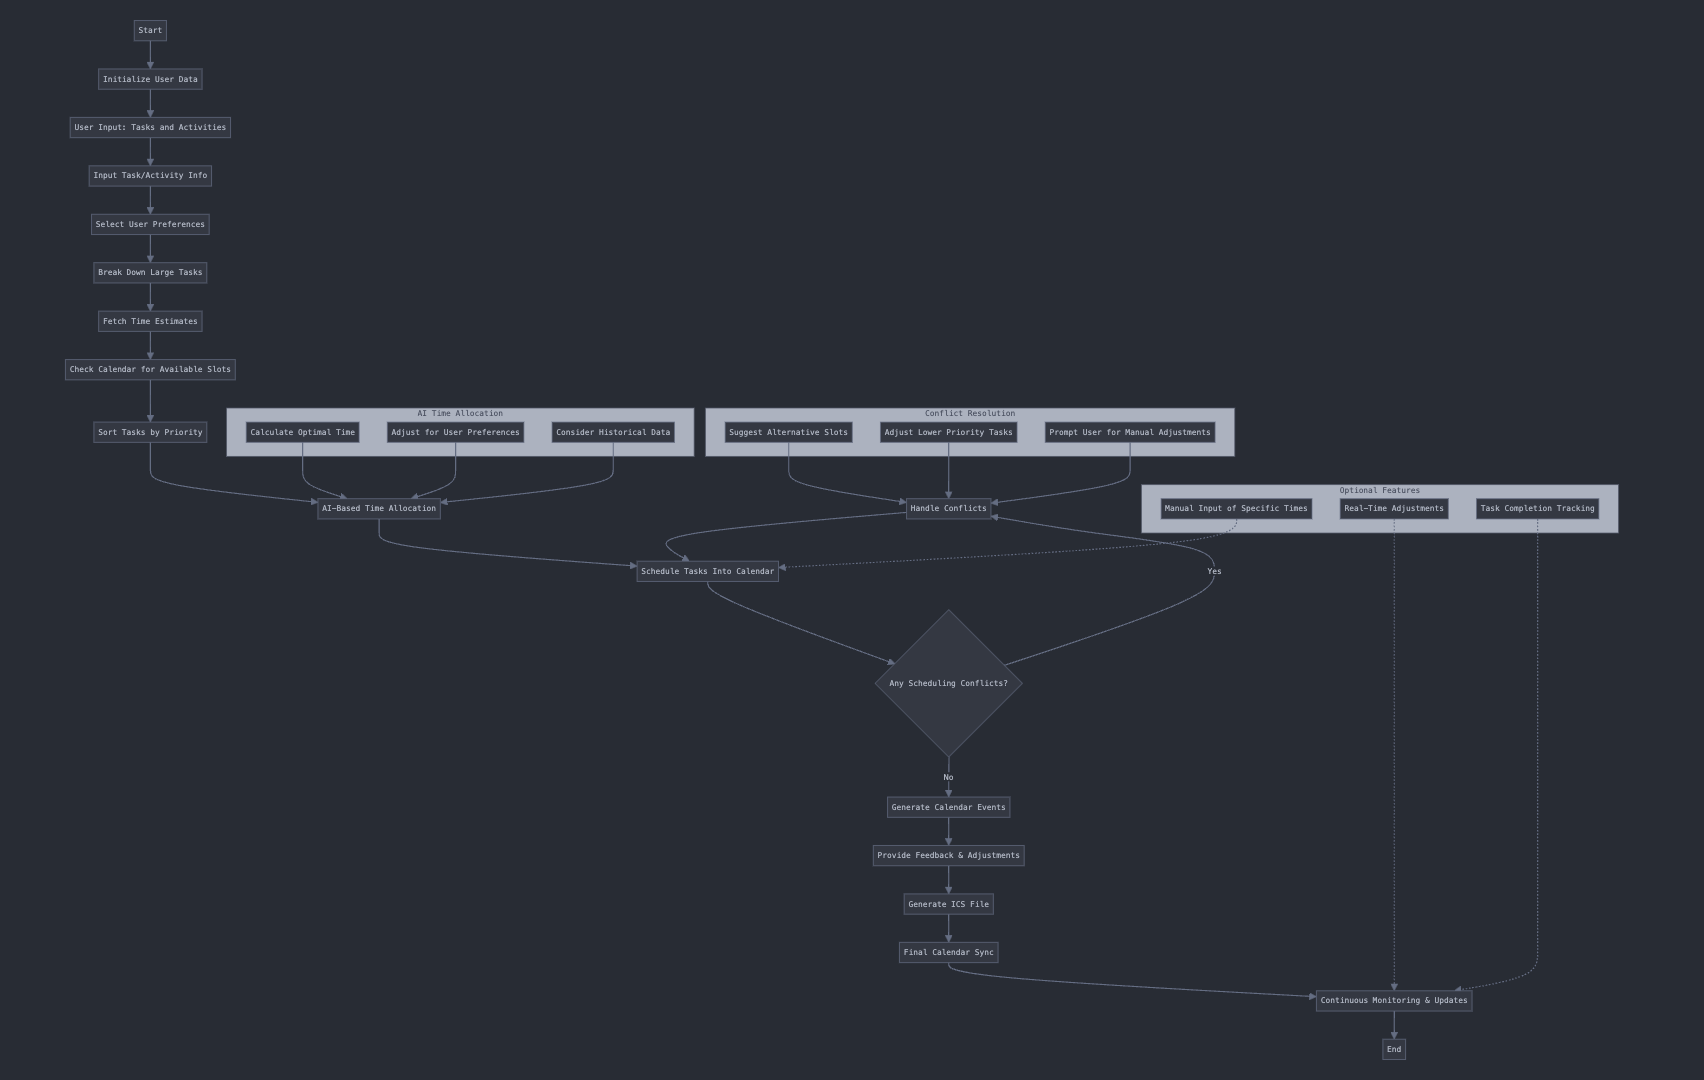 Start
Initialize User Data
User Input: Tasks and Activities
Input Task/Activity Info
Select User Preferences
Break Down Large Tasks
Fetch Time Estimates
Check Calendar for Available Slots
Sort Tasks by Priority
AI Time Allocation
Calculate Optimal Time
Adjust for User Preferences
Consider Historical Data
Conflict Resolution
Suggest Alternative Slots
Adjust Lower Priority Tasks
Prompt User for Manual Adjustments
AI-Based Time Allocation
Handle Conflicts
Optional Features
Manual Input of Specific Times
Real-Time Adjustments
Task Completion Tracking
Schedule Tasks Into Calendar
Yes
Any Scheduling Conflicts?
No
Generate Calendar Events
Provide Feedback & Adjustments
Generate ICS File
Final Calendar Sync
Continuous Monitoring & Updates
End